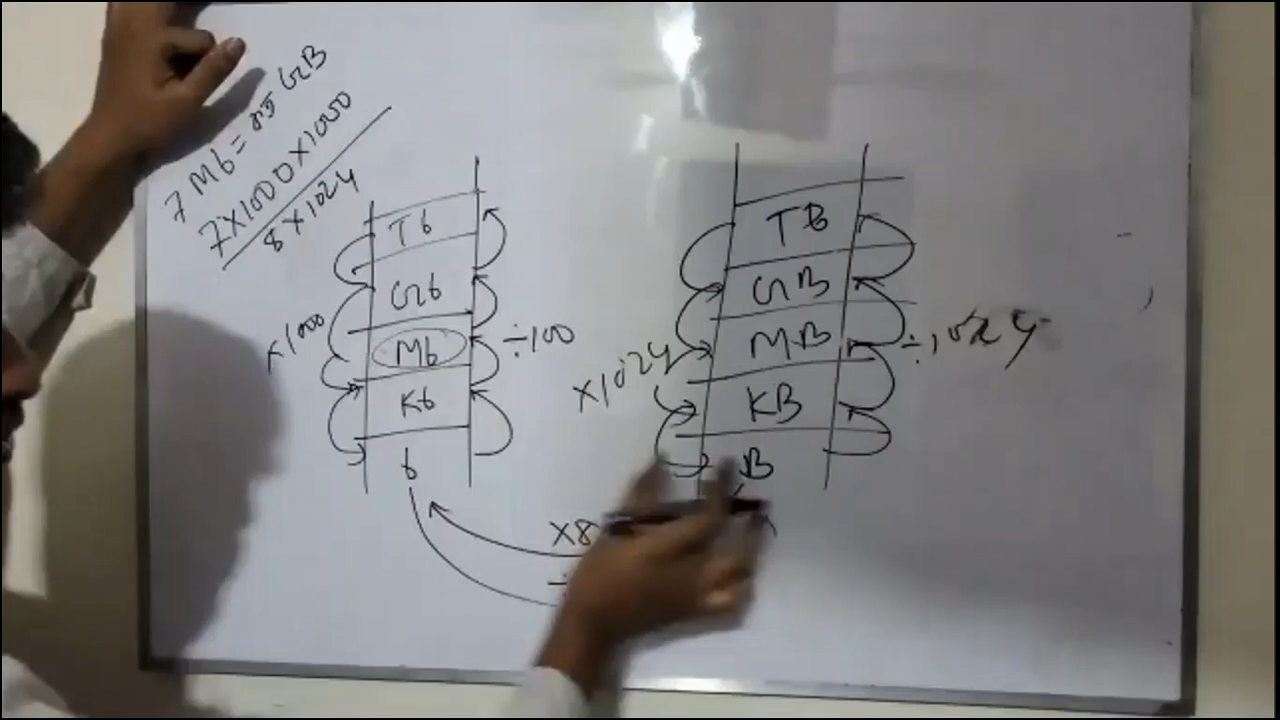 7 Mb = GB
7×1000×1000
8×1024
Tb
Gb
Mb
Kb
b
×1000
÷100
TB
GB
MB
KB
B
×1024
×8